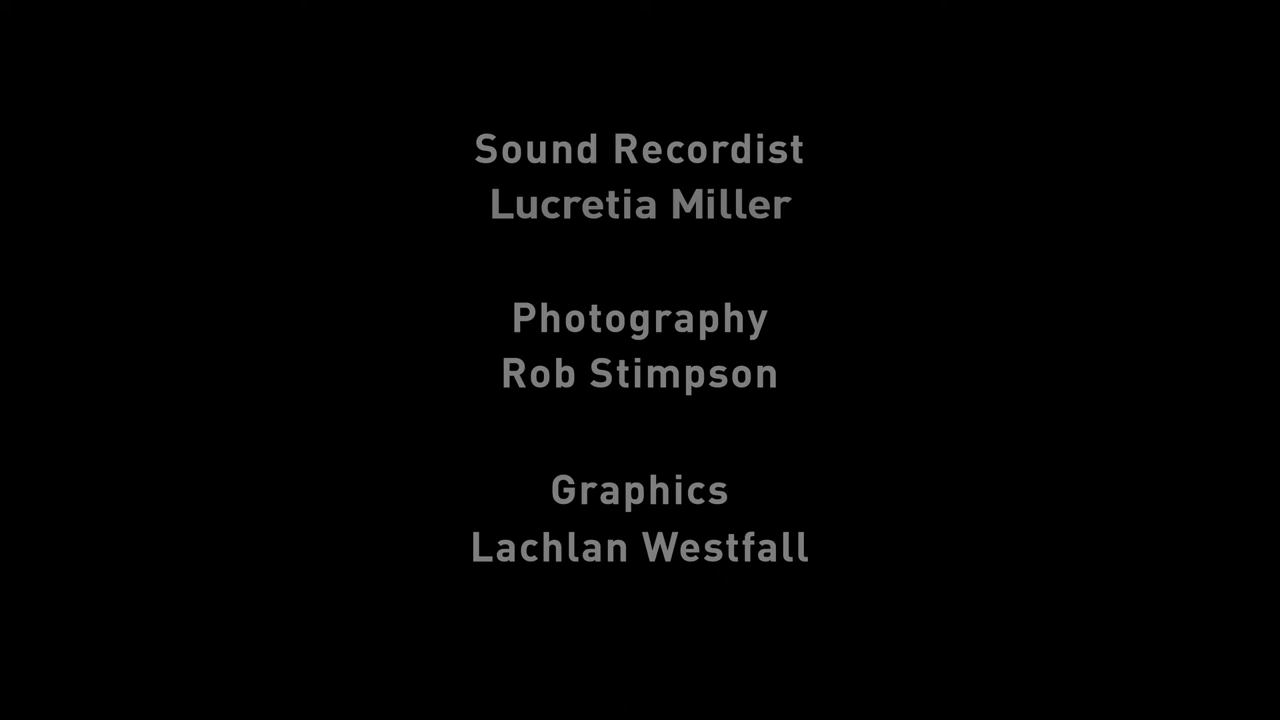 Sound Recordist
Lucretia Miller
Photography
Rob Stimpson
Graphics
Lachlan Westfall